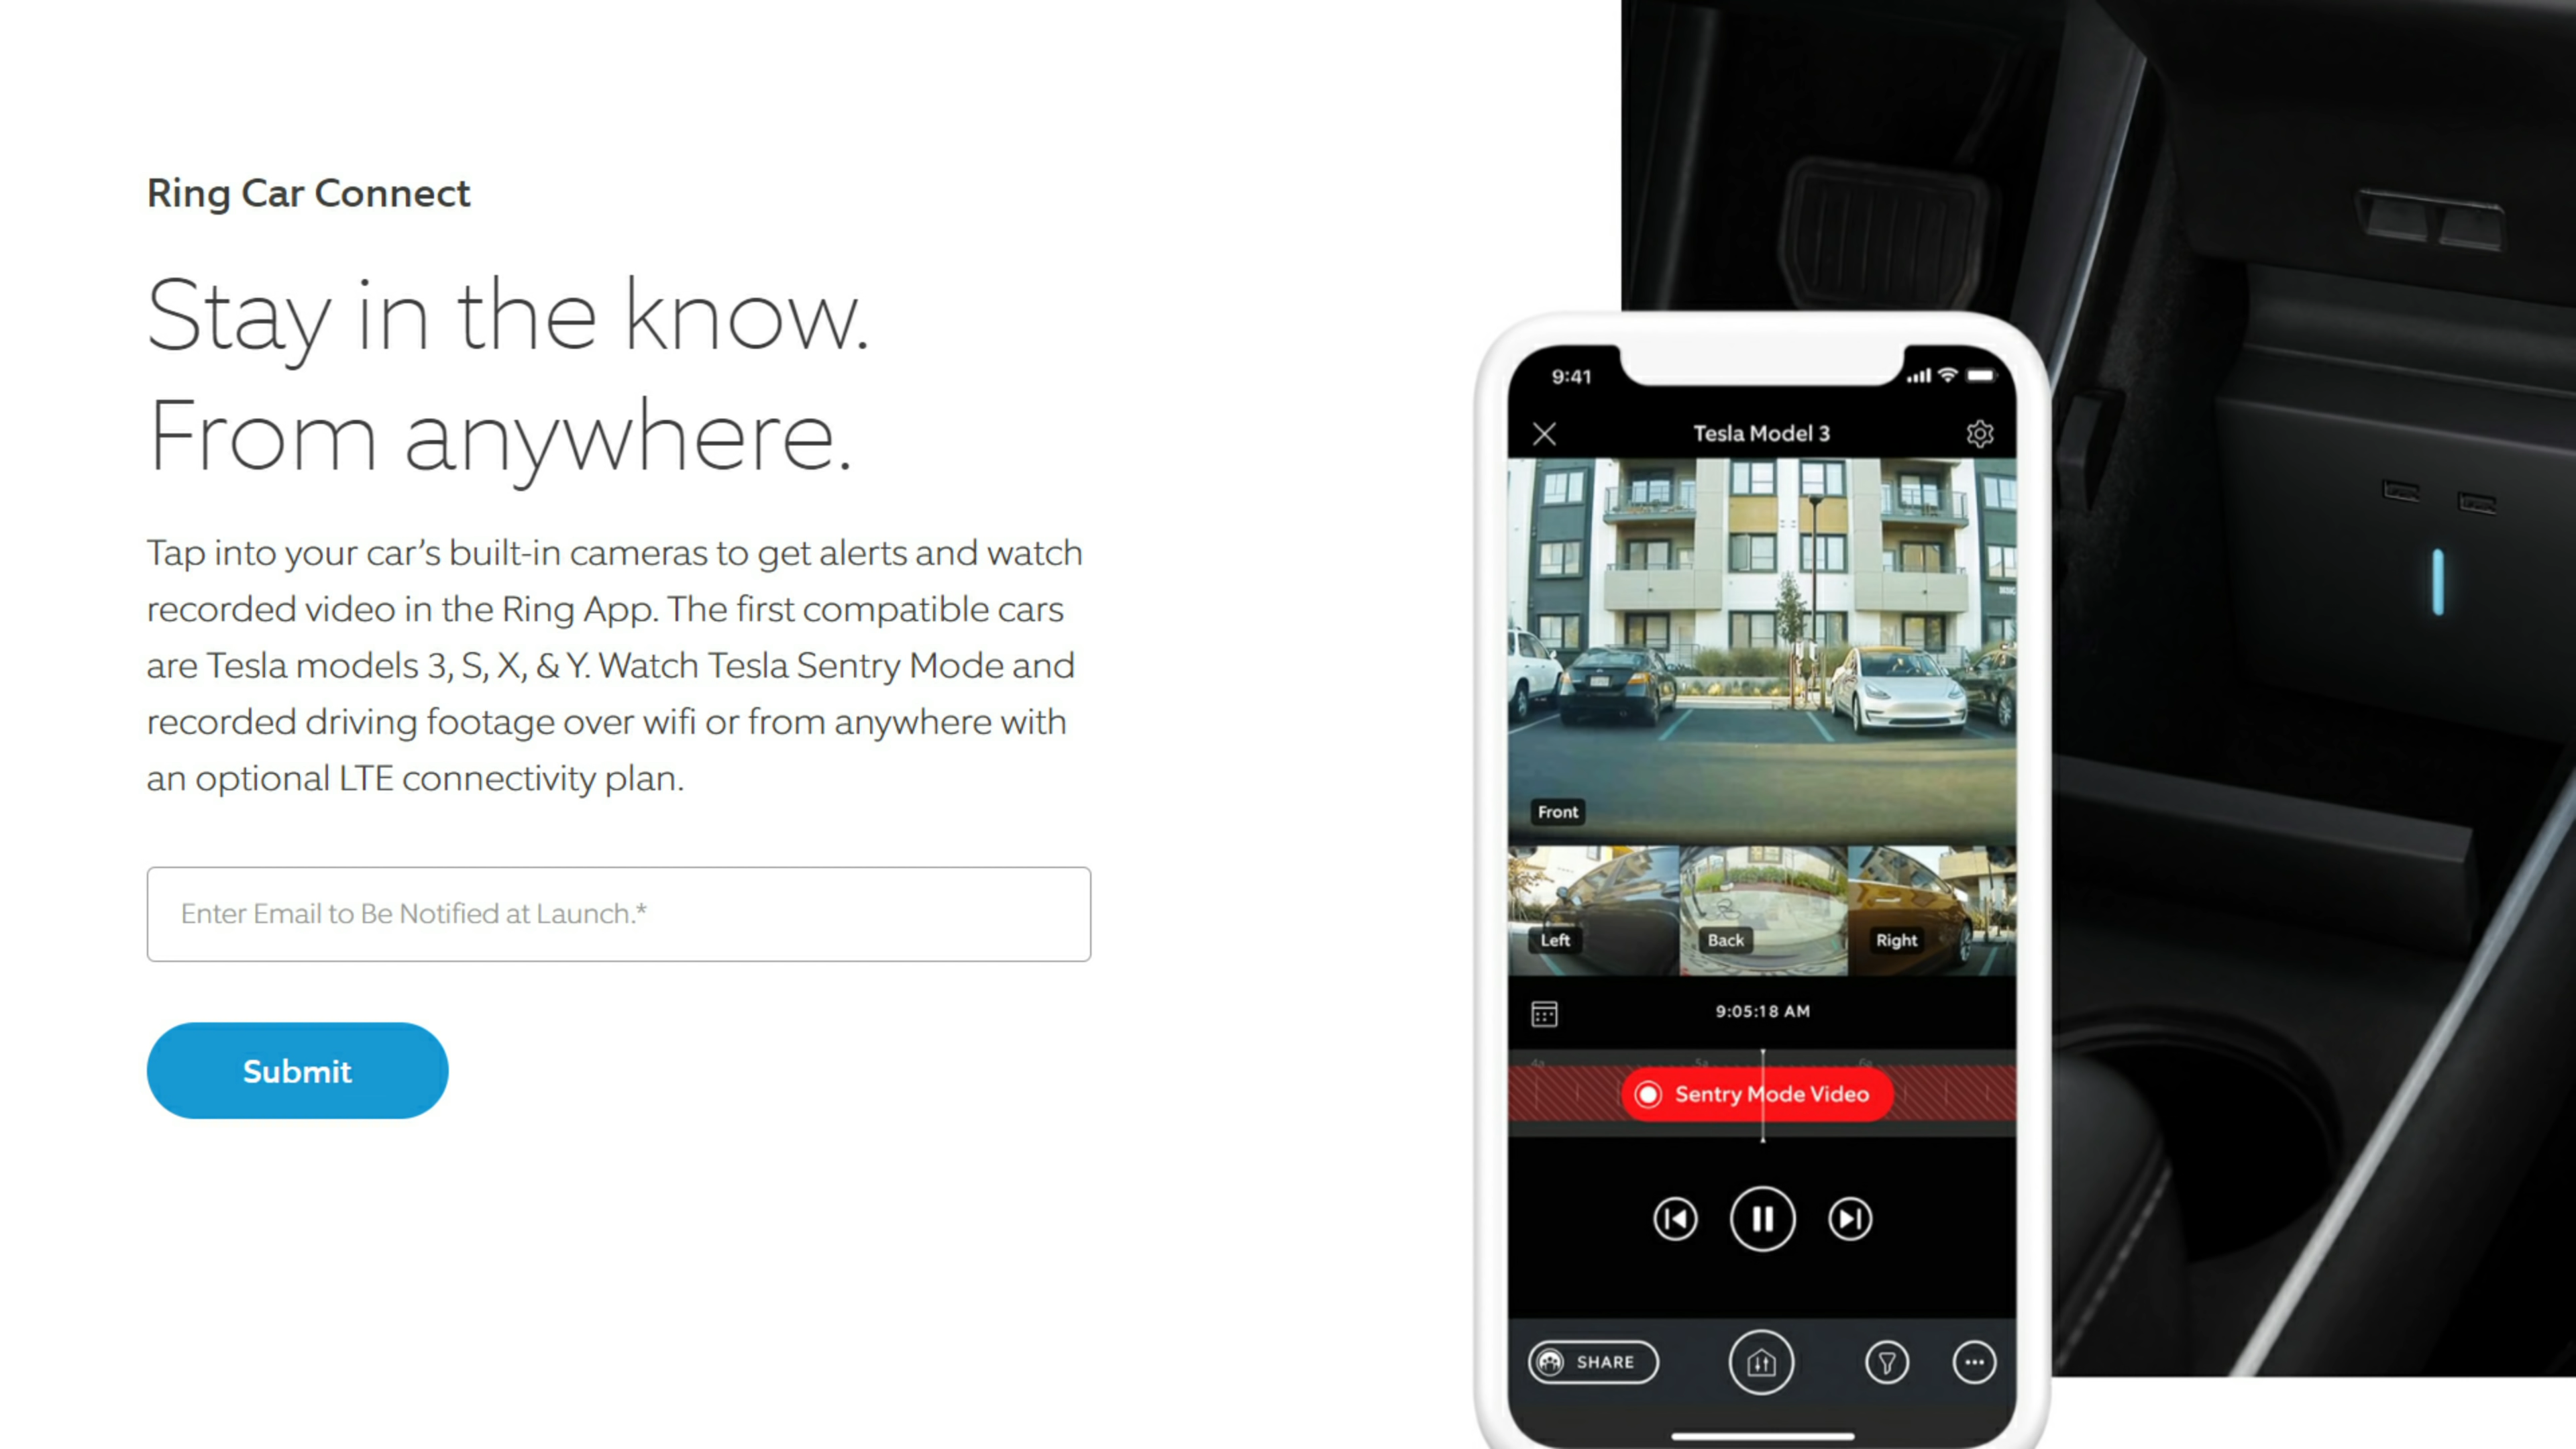 Ring Car Connect
Stay in the know.
From anywhere.
Tap into your car’s built-in cameras to get alerts and watch
recorded video in the Ring App. The first compatible cars
are Tesla models 3, S, X, & Y. Watch Tesla Sentry Mode and
recorded driving footage over wifi or from anywhere with
an optional LTE connectivity plan.
Enter Email to Be Notified at Launch.*
Submit
9:41
Tesla Model 3
Front
Left
Back
Right
9:05:18 AM
4a
5a
6a
Sentry Mode Video
SHARE